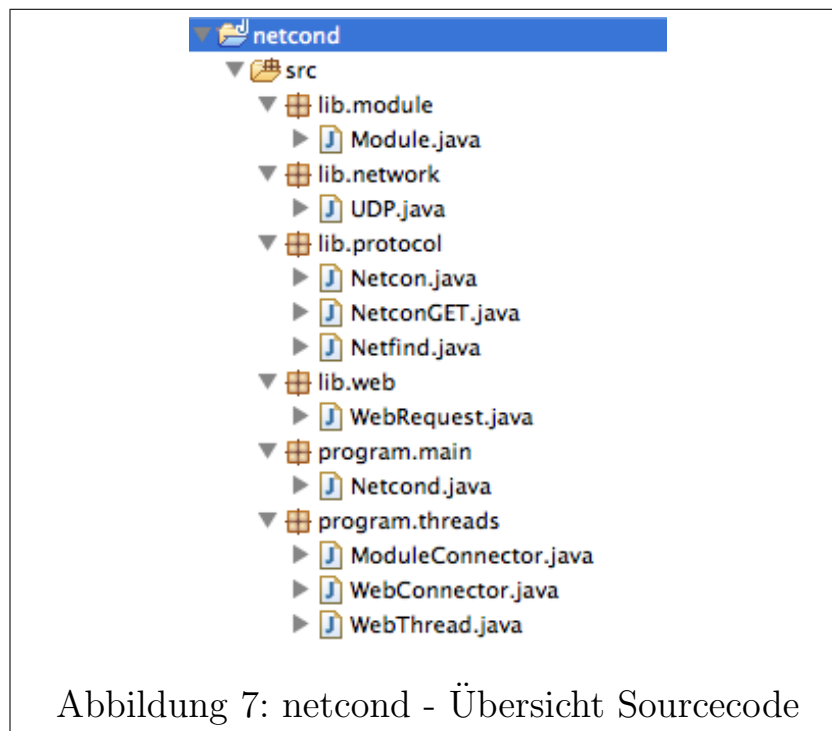 netcond
src
lib.module
Module.java
lib.network
UDP.java
lib.protocol
Netcon.java
NetconGET.java
Netfind.java
lib.web
WebRequest.java
program.main
Netcond.java
program.threads
ModuleConnector.java
WebConnector.java
WebThread.java
Abbildung 7: netcond - Übersicht Sourcecode